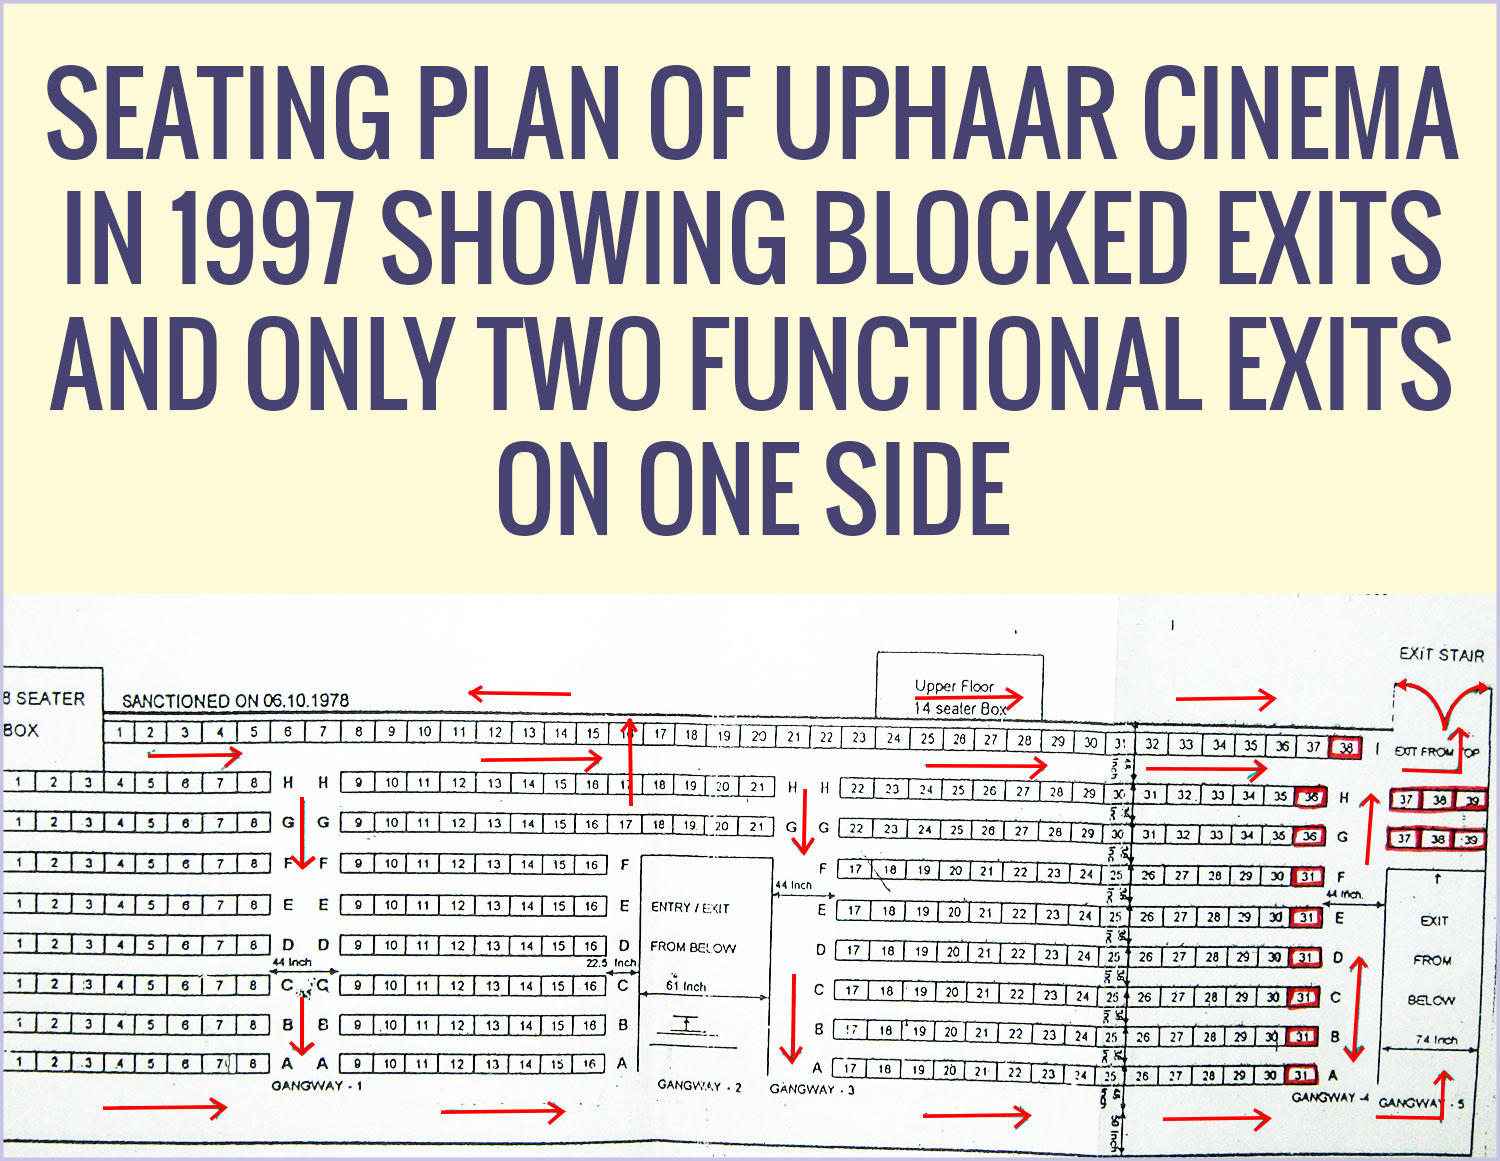 SEATING PLAN OF UPHAAR CINEMA
IN 1997 SHOWING BLOCKED EXITS
AND ONLY TWO FUNCTIONAL EXITS
ON ONE SIDE
EXIT STAIR
8 SEATER
BOX
SANCTIONED ON 06.10.1978
Upper Floor
14 seater Box
1 2 3 4 5 6 7 8 9 10 11 12 13 14 15 16 17 18 19 20 21 22 23 24 25 26 27 28 29 30 31 32 33 34 35 36 37 38 I
EXIT FROM TOP
1 2 3 4 5 6 7 8 H H 9 10 11 12 13 14 15 16 17 18 19 20 21 H H 22 23 24 25 26 27 28 29 30 31 32 33 34 35 36 H 37 38 39
1 2 3 4 5 6 7 8 G G 9 10 11 12 13 14 15 16 17 18 19 20 21 G G 22 23 24 25 26 27 28 29 30 31 32 33 34 35 36 G 37 38 39
1 2 3 4 5 6 7 8 F F 9 10 11 12 13 14 15 16 F F 17 18 19 20 21 22 23 24 25 26 27 28 29 30 31 F
44 Inch
44 Inch.
1 2 3 4 5 6 7 8 E E 9 10 11 12 13 14 15 16 E ENTRY / EXIT E 17 18 19 20 21 22 23 24 25 26 27 28 29 30 31 E EXIT
1 2 3 4 5 6 7 8 D D 9 10 11 12 13 14 15 16 D FROM BELOW D 17 18 19 20 21 22 23 24 25 26 27 28 29 30 31 D FROM
44 Inch
22.5 Inch
1 2 3 4 5 6 7 8 C C 9 10 11 12 13 14 15 16 C 61 Inch C 17 18 19 20 21 22 23 24 25 26 27 28 29 30 31 C BELOW
1 2 3 4 5 6 7 8 B B 9 10 11 12 13 14 15 16 B B 17 18 19 20 21 22 23 24 25 26 27 28 29 30 31 B 74 Inch
1 2 3 4 5 6 7 8 A A 9 10 11 12 13 14 15 16 A A 17 18 19 20 21 22 23 24 25 26 27 28 29 30 31 A
GANGWAY - 1
GANGWAY - 2
GANGWAY - 3
GANGWAY -4
GANGWAY - 5
50 Inch